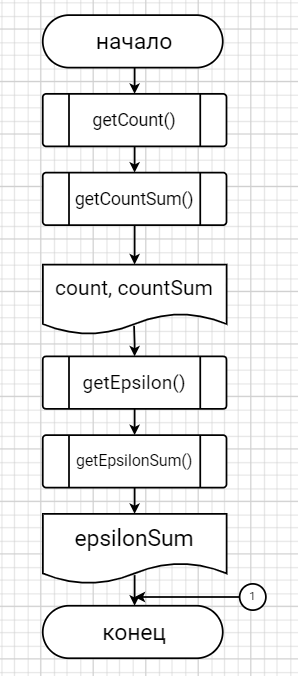 начало
getCount()
getCountSum()
count, countSum
getEpsilon()
getEpsilonSum()
epsilonSum
1
конец